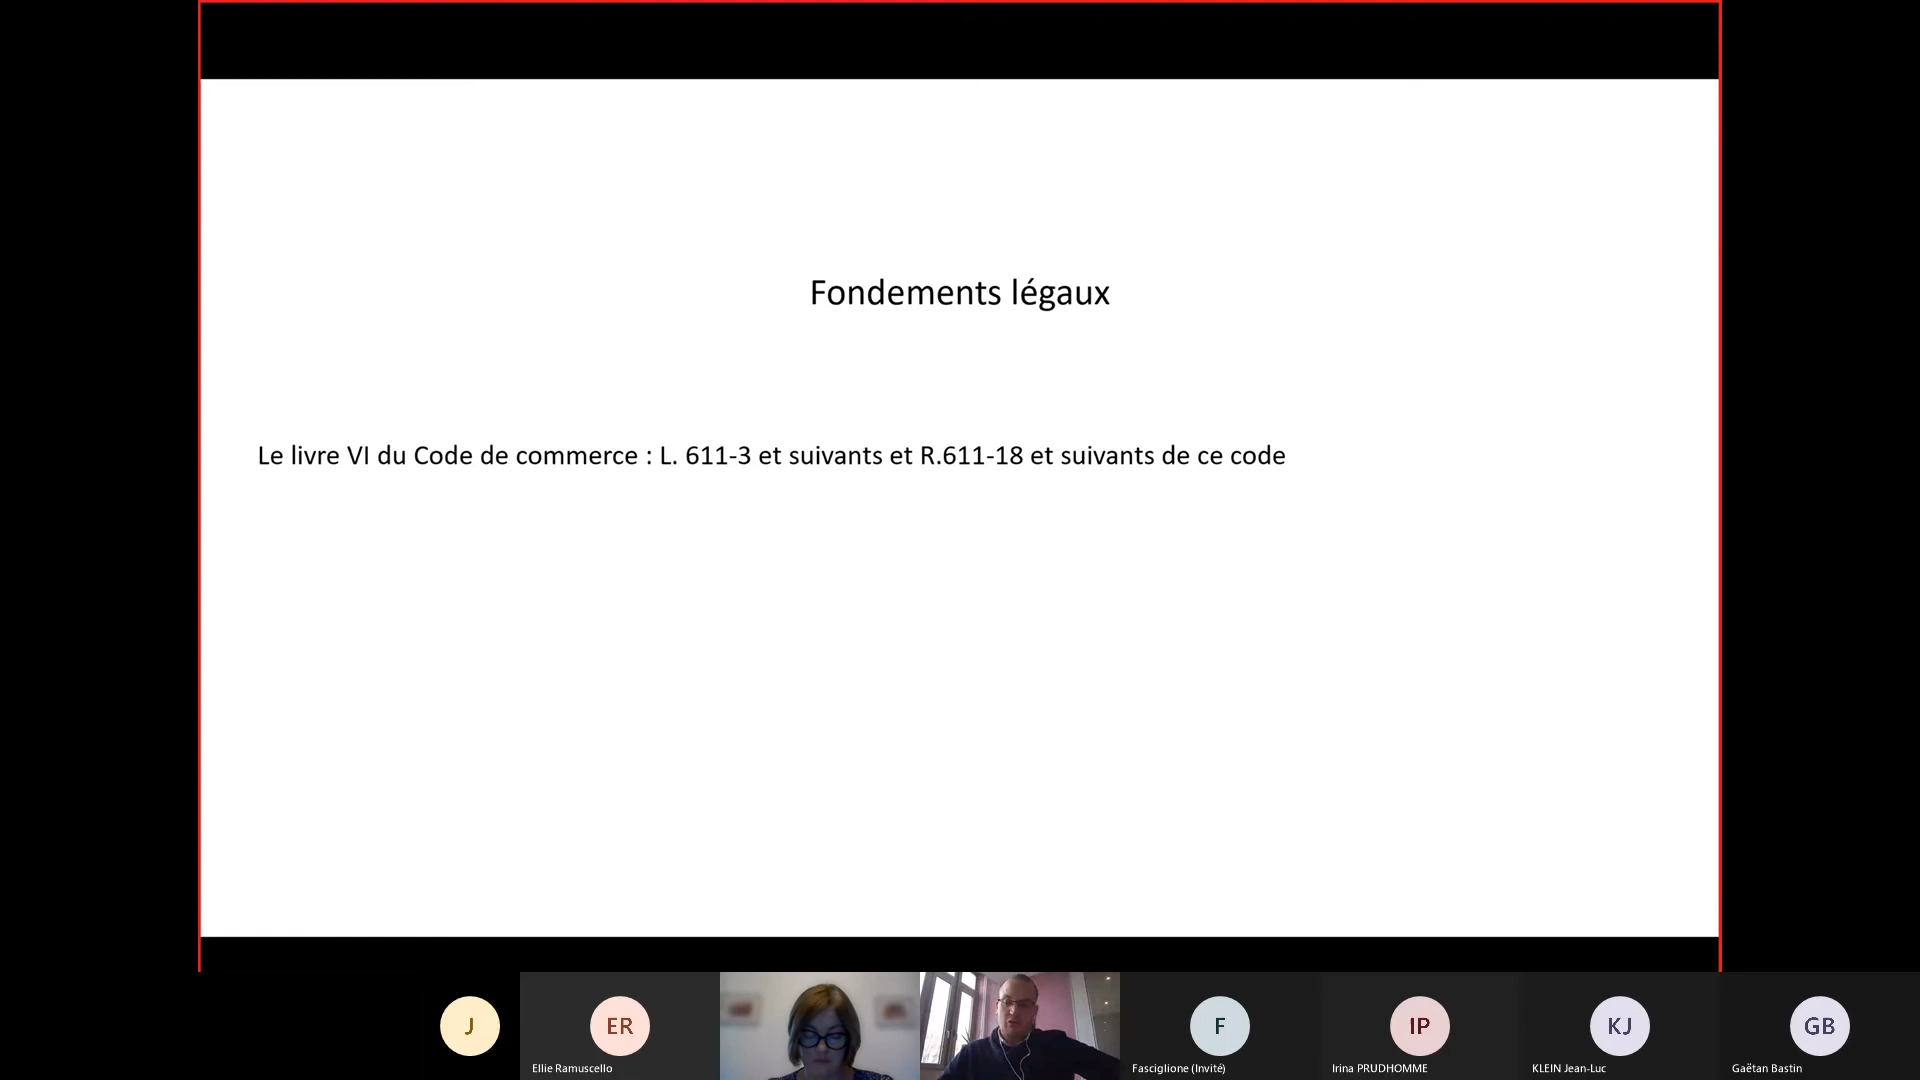 Fondements légaux
Le livre VI du Code de commerce : L. 611-3 et suivants et R.611-18 et suivants de ce code
J
ER
F
IP
KJ
GB
Ellie Ramuscello
Fasciglione (Invité)
Irina PRUDHOMME
KLEIN Jean-Luc
Gaëtan Bastin